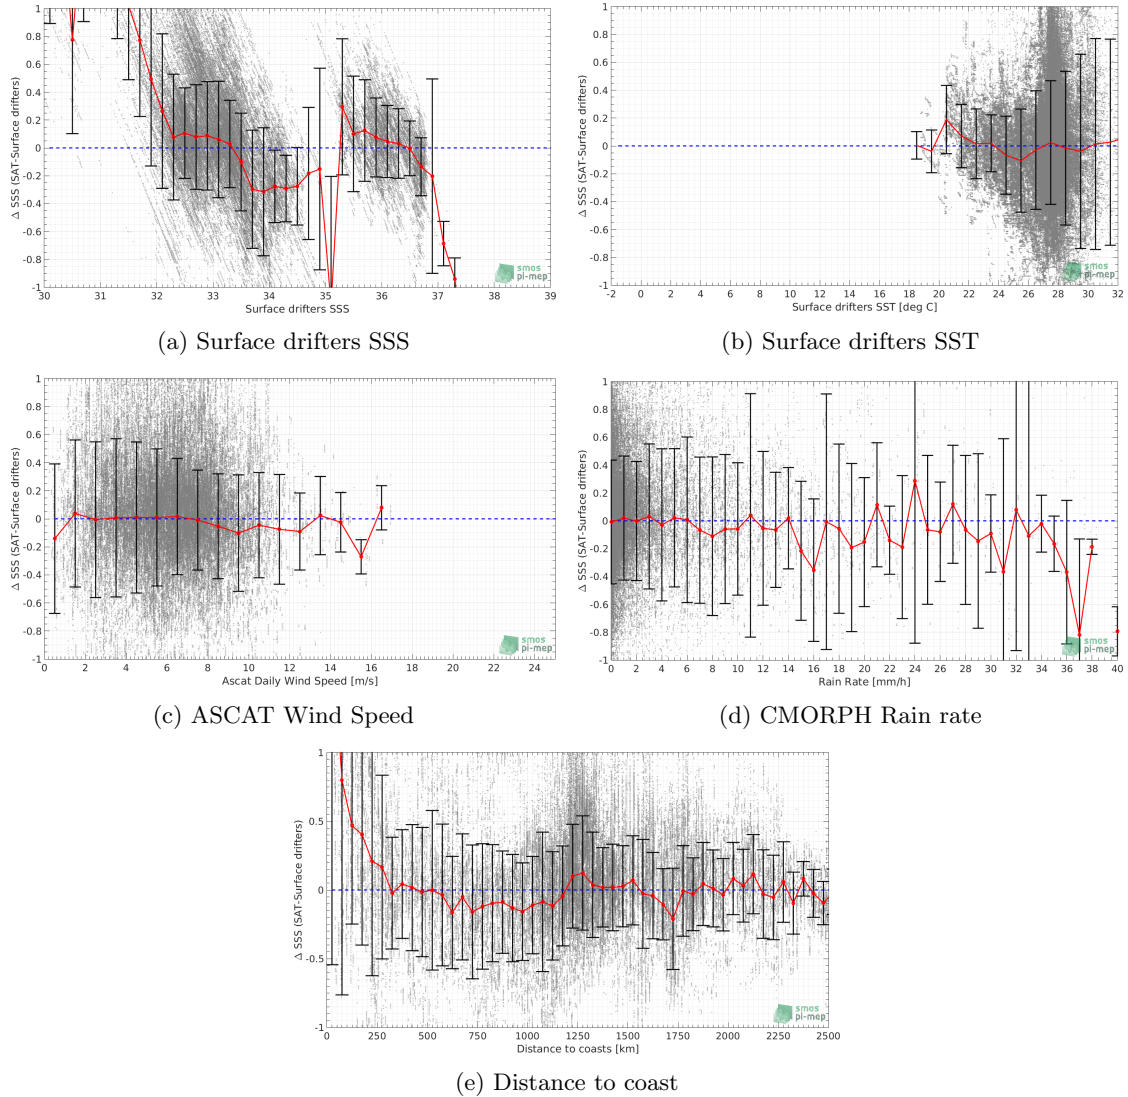 Δ SSS (SAT-Surface drifters)
1
0.8
0.6
0.4
0.2
0
-0.2
-0.4
-0.6
-0.8
-1
30 31 32 33 34 35 36 37 38 39
Surface drifters SSS
smos
pi-mep
(a) Surface drifters SSS
Δ SSS (SAT-Surface drifters)
1
0.8
0.6
0.4
0.2
0
-0.2
-0.4
-0.6
-0.8
-1
-2 0 2 4 6 8 10 12 14 16 18 20 22 24 26 28 30 32
Surface drifters SST [deg C]
smos
pi-mep
(b) Surface drifters SST
Δ SSS (SAT-Surface drifters)
1
0.8
0.6
0.4
0.2
0
-0.2
-0.4
-0.6
-0.8
-1
0 2 4 6 8 10 12 14 16 18 20 22 24
Ascat Daily Wind Speed [m/s]
smos
pi-mep
(c) ASCAT Wind Speed
Δ SSS (SAT-Surface drifters)
1
0.8
0.6
0.4
0.2
0
-0.2
-0.4
-0.6
-0.8
-1
0 2 4 6 8 10 12 14 16 18 20 22 24 26 28 30 32 34 36 38 40
Rain Rate [mm/h]
smos
pi-mep
(d) CMORPH Rain rate
Δ SSS (SAT-Surface drifters)
1
0.5
0
-0.5
-1
0 250 500 750 1000 1250 1500 1750 2000 2250 2500
Distance to coasts [km]
smos
pi-mep
(e) Distance to coast